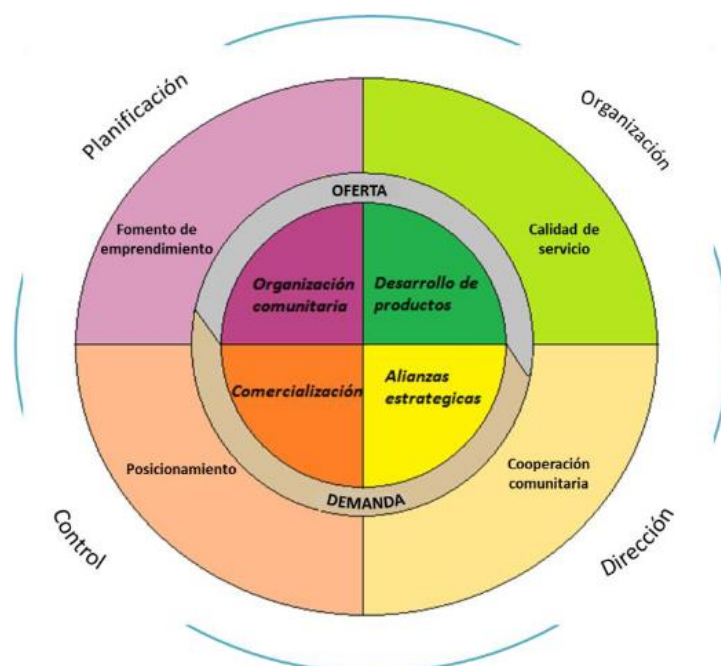 Planificación
Organización
OFERTA
Fomento de
emprendimiento
Calidad de
servicio
Organización
comunitaria
Desarrollo de
productos
Comercialización
Alianzas
estrategicas
Posicionamiento
Cooperación
comunitaria
DEMANDA
Control
Dirección